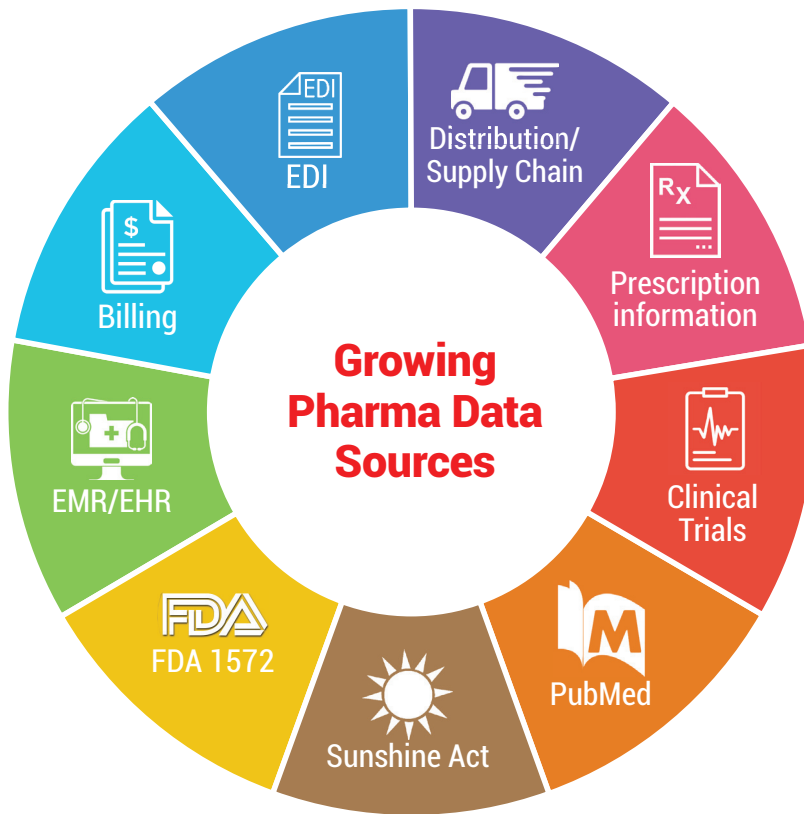 Growing
Pharma Data
Sources
Distribution/
Supply Chain
Rx
Prescription
information
Clinical
Trials
M
PubMed
Sunshine Act
FDA
FDA 1572
EMR/EHR
$
Billing
EDI
EDI